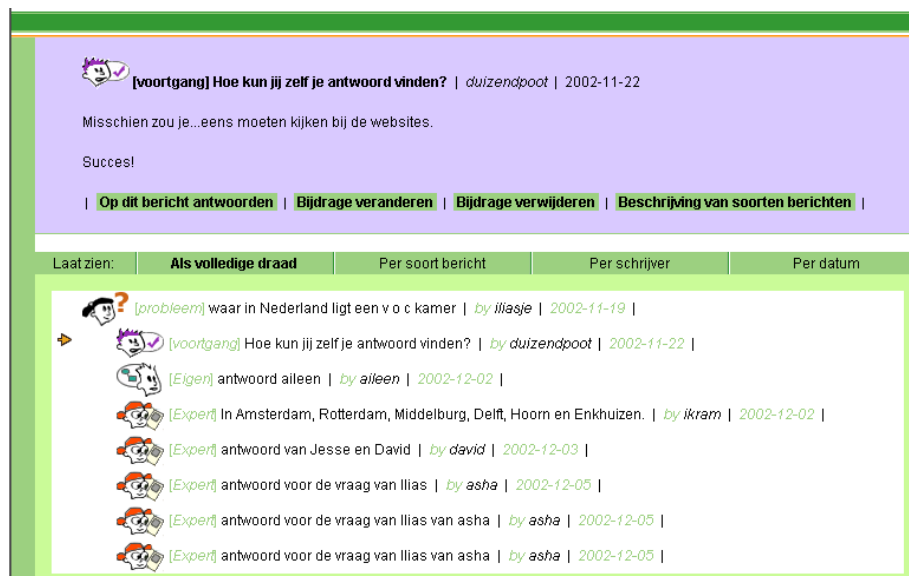 [voortgang] Hoe kun jij zelf je antwoord vinden? | duizendpoot | 2002-11-22
Misschien zou je...eens moeten kijken bij de websites.
Succes!
| Op dit bericht antwoorden | Bijdrage veranderen | Bijdrage verwijderen | Beschrijving van soorten berichten |
Laat zien: Als volledige draad Per soort bericht Per schrijver Per datum
? [probleem] waar in Nederland ligt een v o c kamer | by iliasje | 2002-11-19 |
[voortgang] Hoe kun jij zelf je antwoord vinden? | by duizendpoot | 2002-11-22 |
[Eigen] antwoord aileen | by aileen | 2002-12-02 |
[Expert] In Amsterdam, Rotterdam, Middelburg, Delft, Hoorn en Enkhuizen. | by ikram | 2002-12-02 |
[Expert] antwoord van Jesse en David | by david | 2002-12-03 |
[Expert] antwoord voor de vraag van Ilias | by asha | 2002-12-05 |
[Expert] antwoord voor de vraag van Ilias van asha | by asha | 2002-12-05 |
[Expert] antwoord voor de vraag van Ilias van asha | by asha | 2002-12-05 |